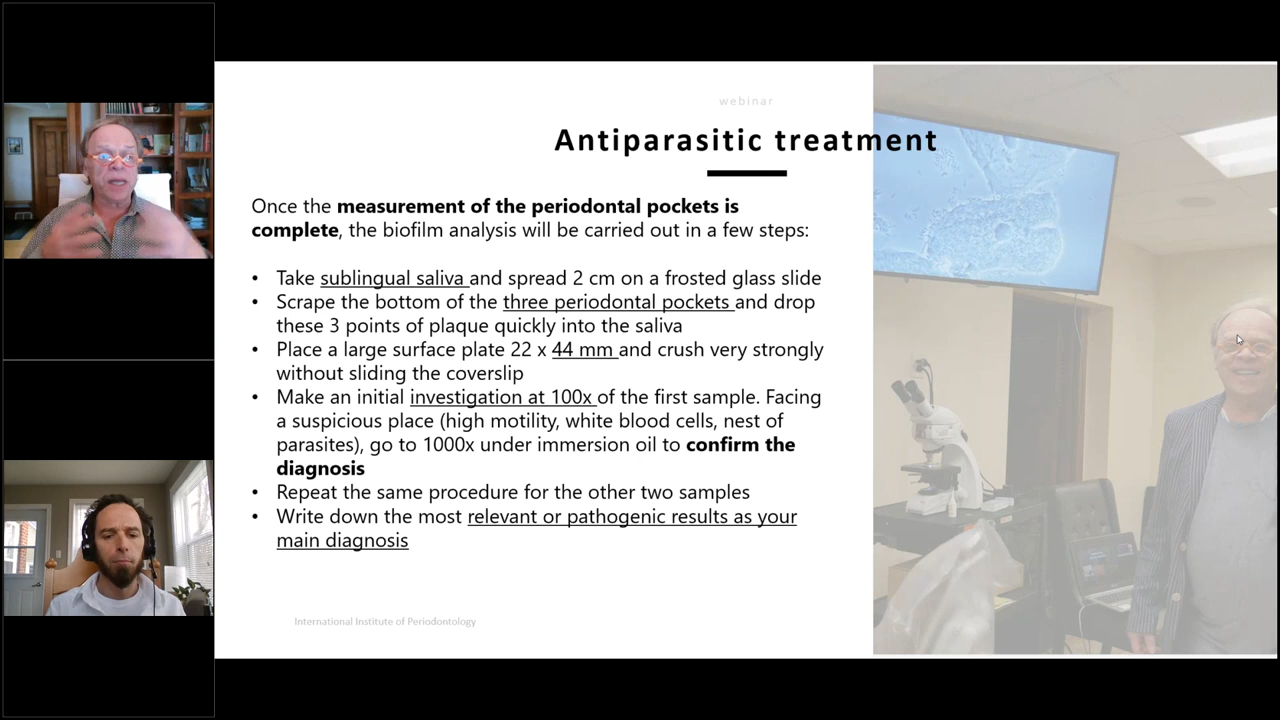 webinar
Antiparasitic treatment
Once the measurement of the periodontal pockets is
complete, the biofilm analysis will be carried out in a few steps:
• Take sublingual saliva and spread 2 cm on a frosted glass slide
• Scrape the bottom of the three periodontal pockets and drop
these 3 points of plaque quickly into the saliva
• Place a large surface plate 22 x 44 mm and crush very strongly
without sliding the coverslip
• Make an initial investigation at 100x of the first sample. Facing
a suspicious place (high motility, white blood cells, nest of
parasites), go to 1000x under immersion oil to confirm the
diagnosis
• Repeat the same procedure for the other two samples
• Write down the most relevant or pathogenic results as your
main diagnosis
International Institute of Periodontology